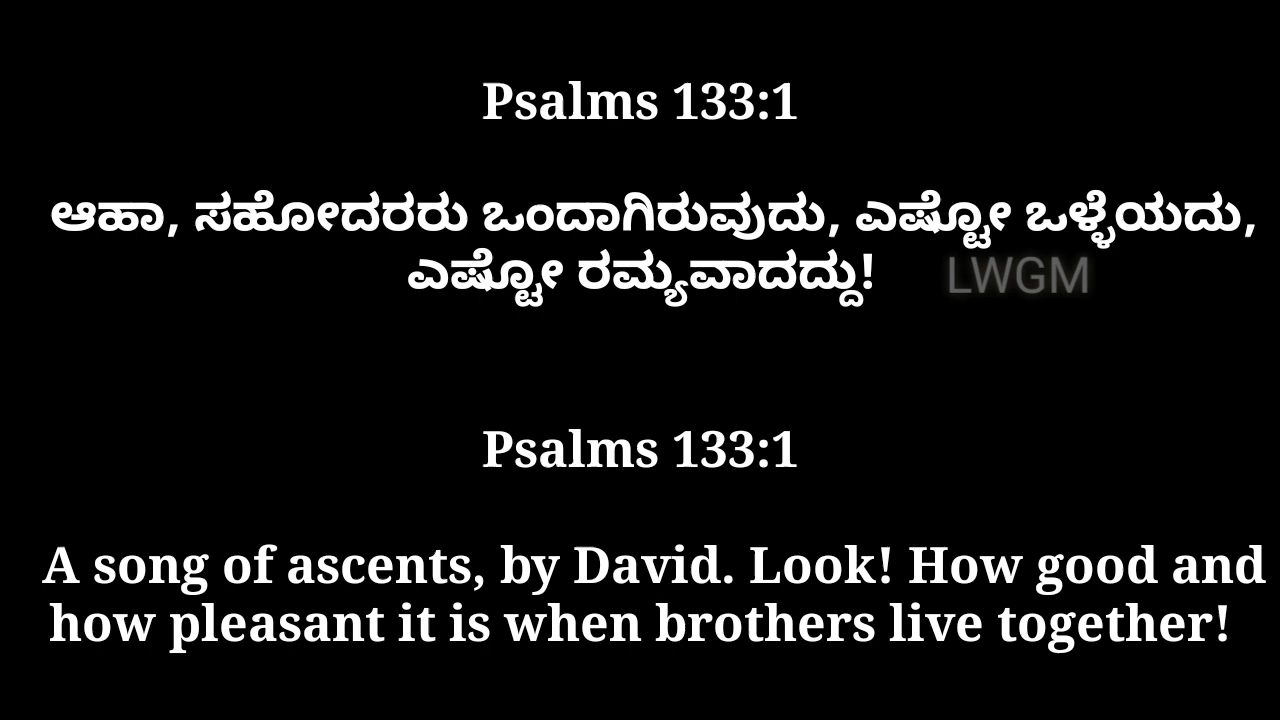 Psalms 133:1
ಆಹಾ, ಸಹೋದರರು ಒಂದಾಗಿರುವುದು, ಎಷ್ಟೋ ಒಳ್ಳೆಯದು,
ಎಷ್ಟೋ ರಮ್ಯವಾದದ್ದು!
LWGM
Psalms 133:1
A song of ascents, by David. Look! How good and
how pleasant it is when brothers live together!